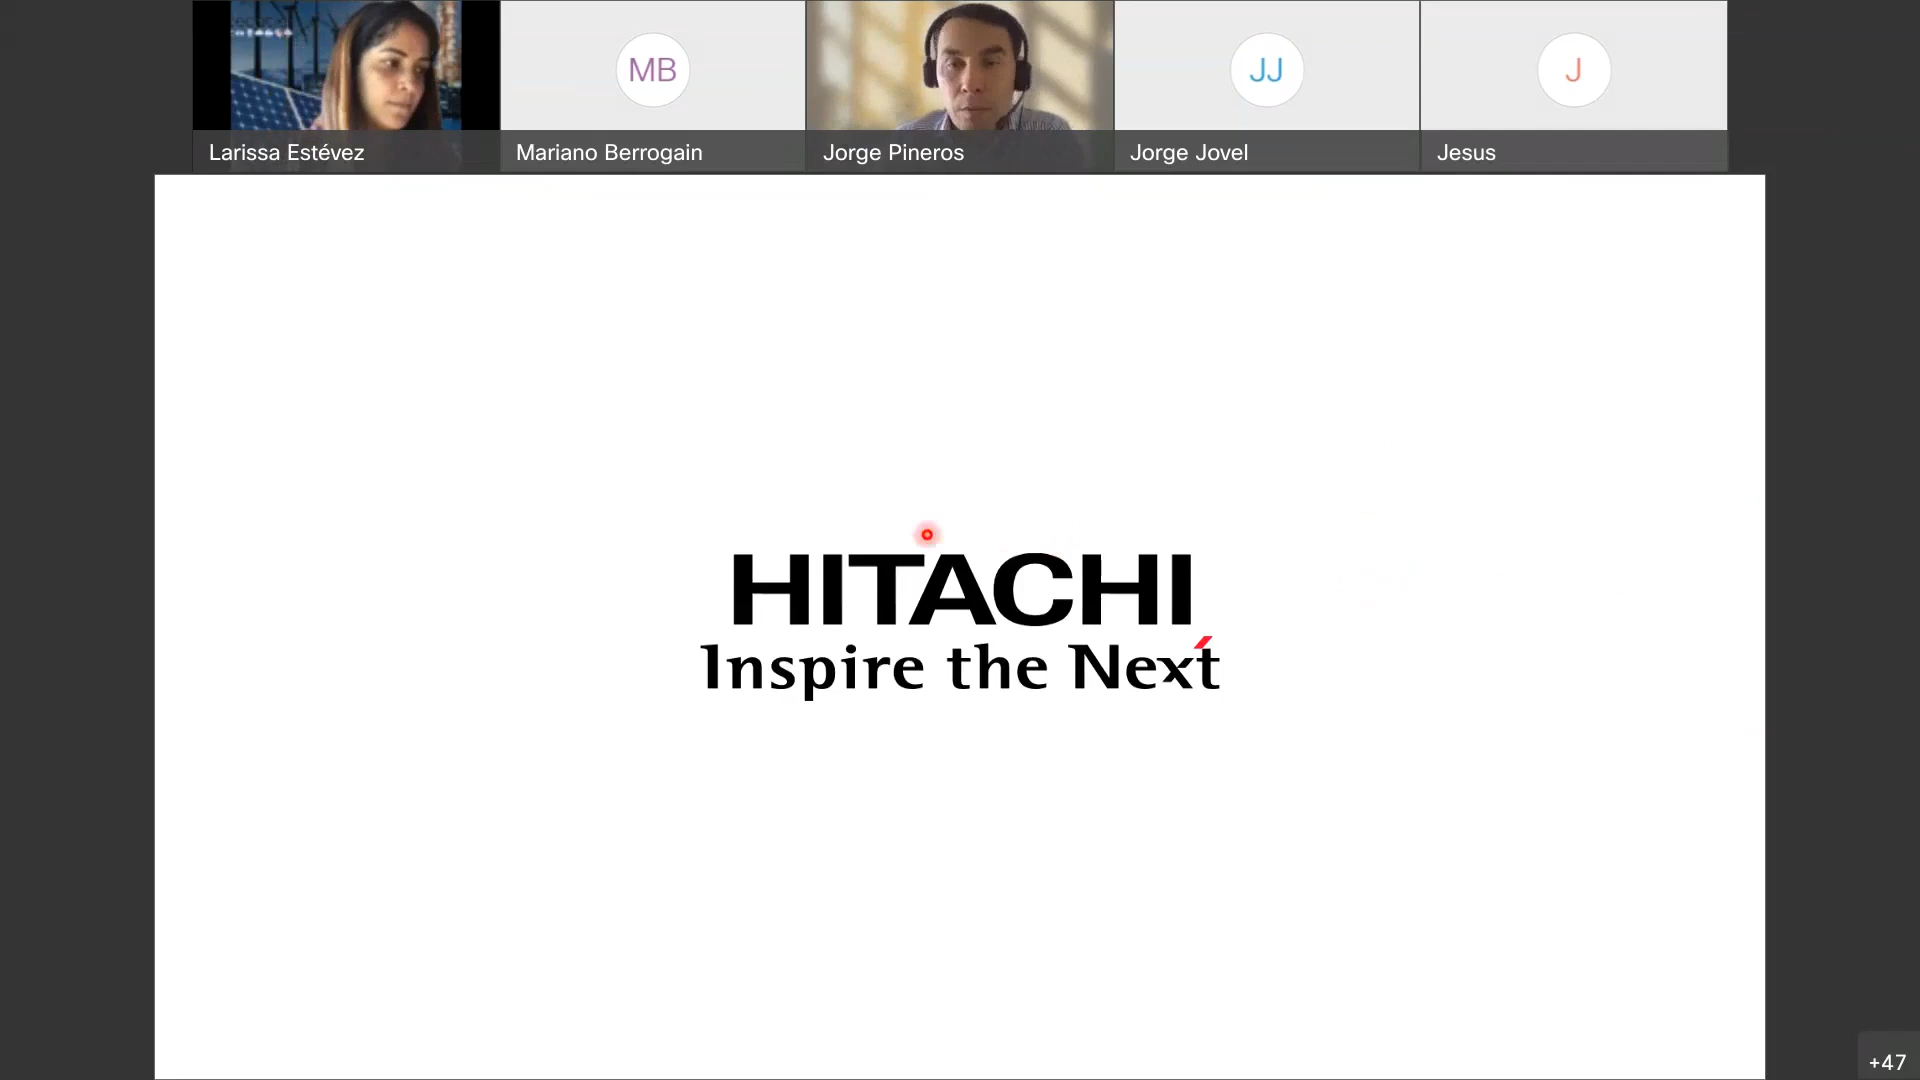 Larissa Estévez
MB
Mariano Berrogain
Jorge Pineros
JJ
Jorge Jovel
J
Jesus
HITACHI
Inspire the Next
+47